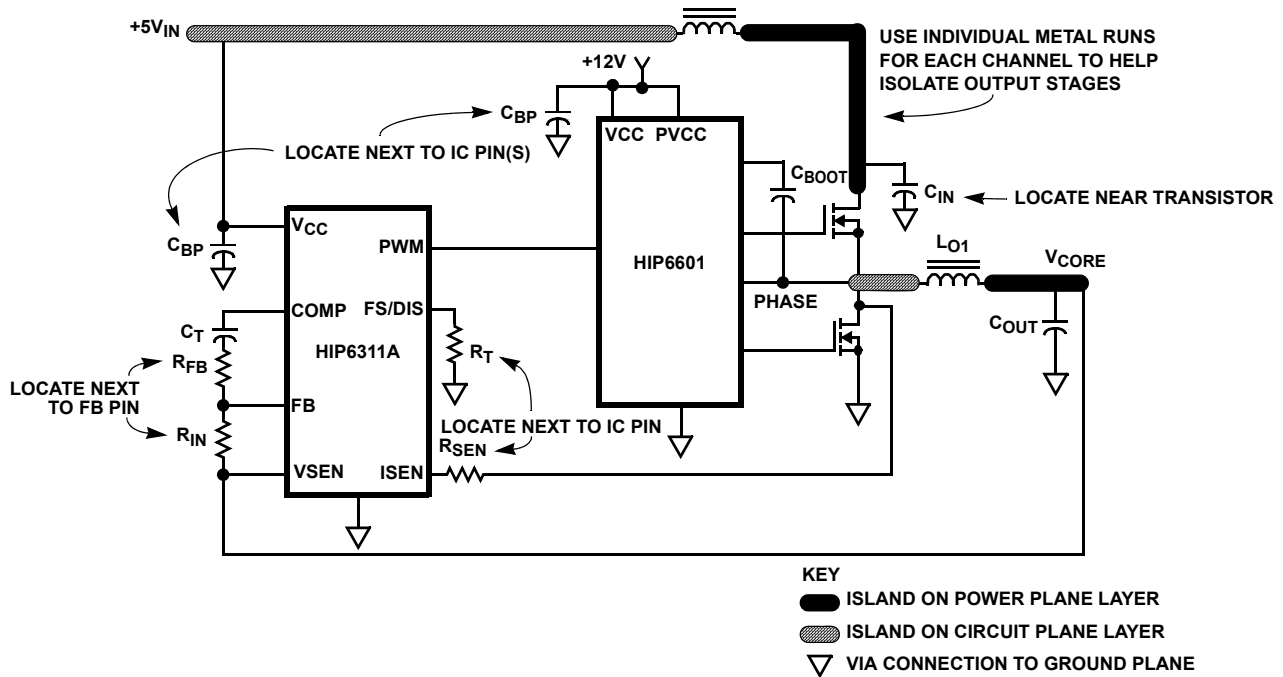 +5VIN
USE INDIVIDUAL METAL RUNS
FOR EACH CHANNEL TO HELP
ISOLATE OUTPUT STAGES
+12V
CBP
VCC PVCC
LOCATE NEXT TO IC PIN(S)
CBOOT
CIN
LOCATE NEAR TRANSISTOR
CBP
VCC
PWM
HIP6601
LO1
VCORE
PHASE
COMP
FS/DIS
COUT
CT
RFB
HIP6311A
RT
LOCATE NEXT
TO FB PIN
FB
RIN
LOCATE NEXT TO IC PIN
RSEN
VSEN
ISEN
KEY
ISLAND ON POWER PLANE LAYER
ISLAND ON CIRCUIT PLANE LAYER
VIA CONNECTION TO GROUND PLANE